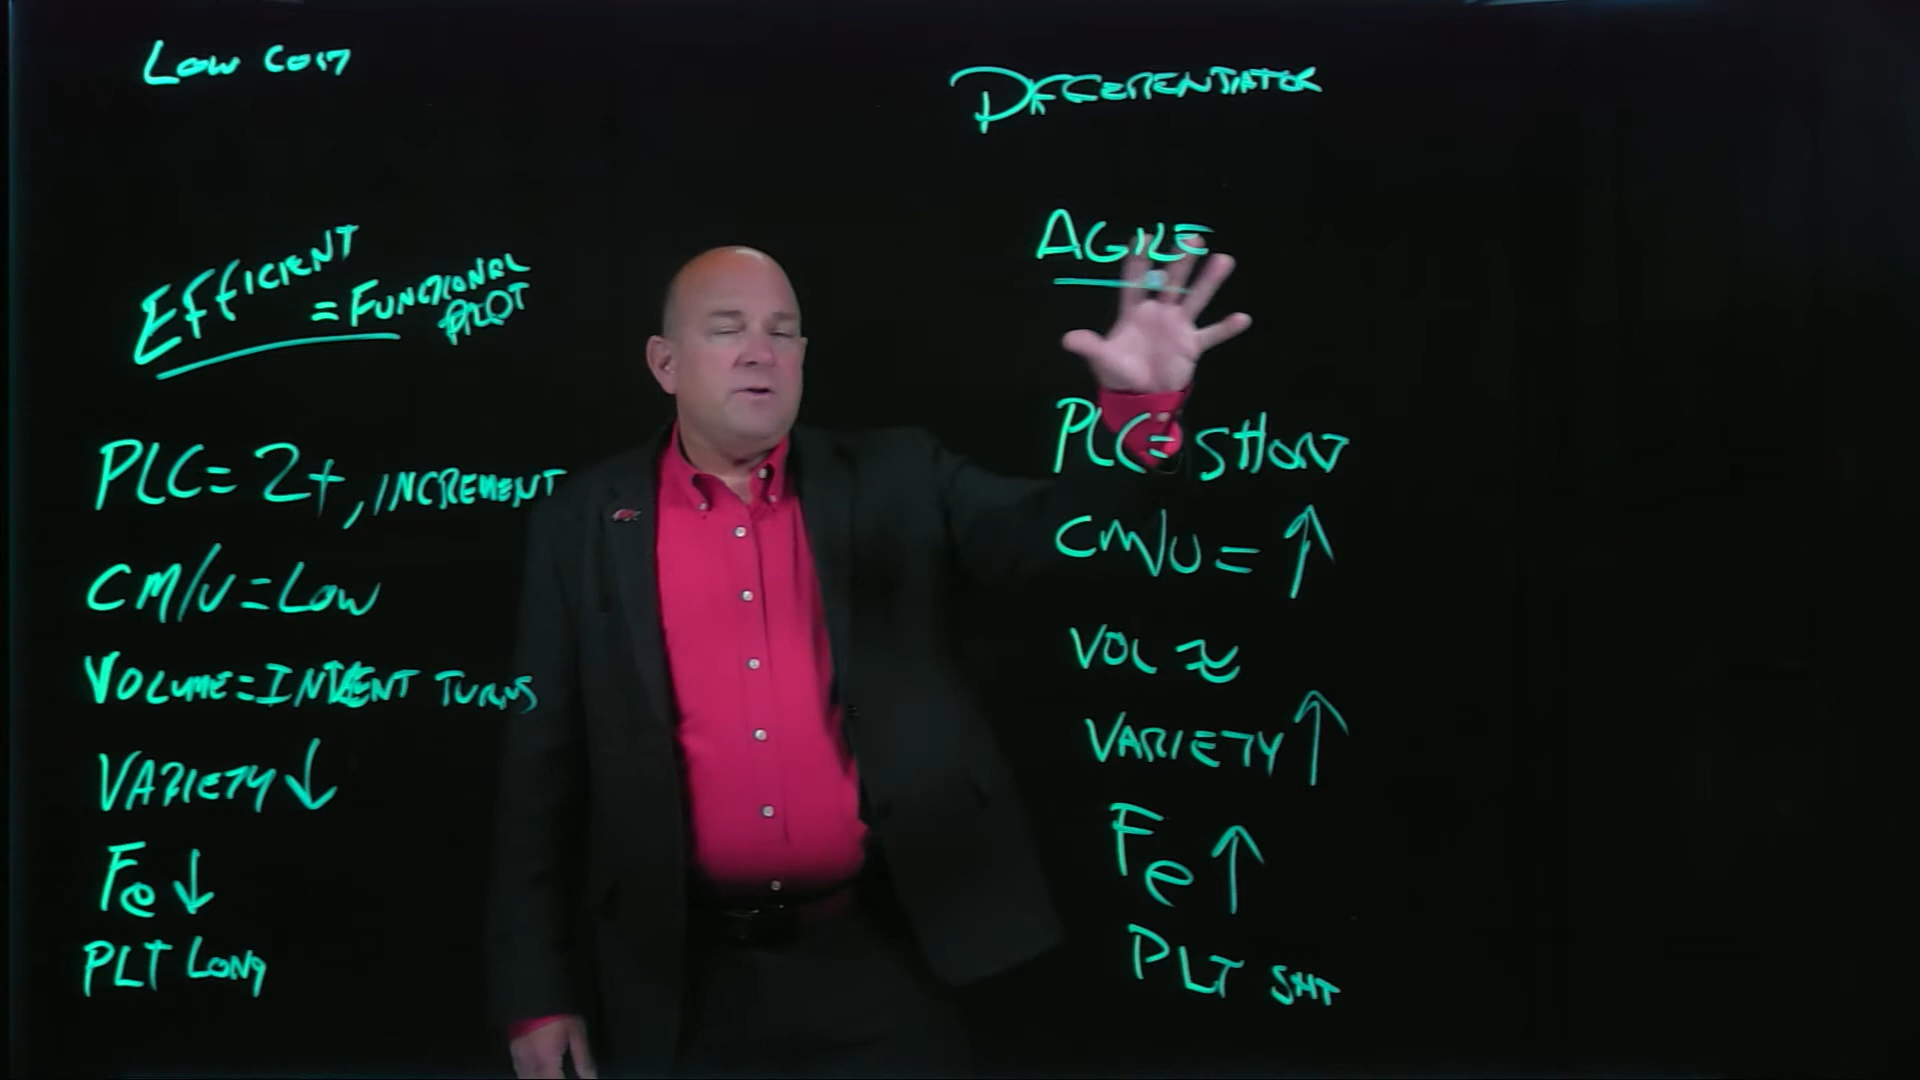 LOW COST
EFFICIENT
= FUNCTIONAL
PROT
PLC = 2+, INCREMENT
CM/U = LOW
VOLUME = INVENT TURNS
VARIETY ↓
Fe ↓
PLT LONG
DIFFERENTIATOR
AGILE
PLC = SHORT
CM/U = ↑
VOL ≈
VARIETY ↑
Fe ↑
PLT SHT